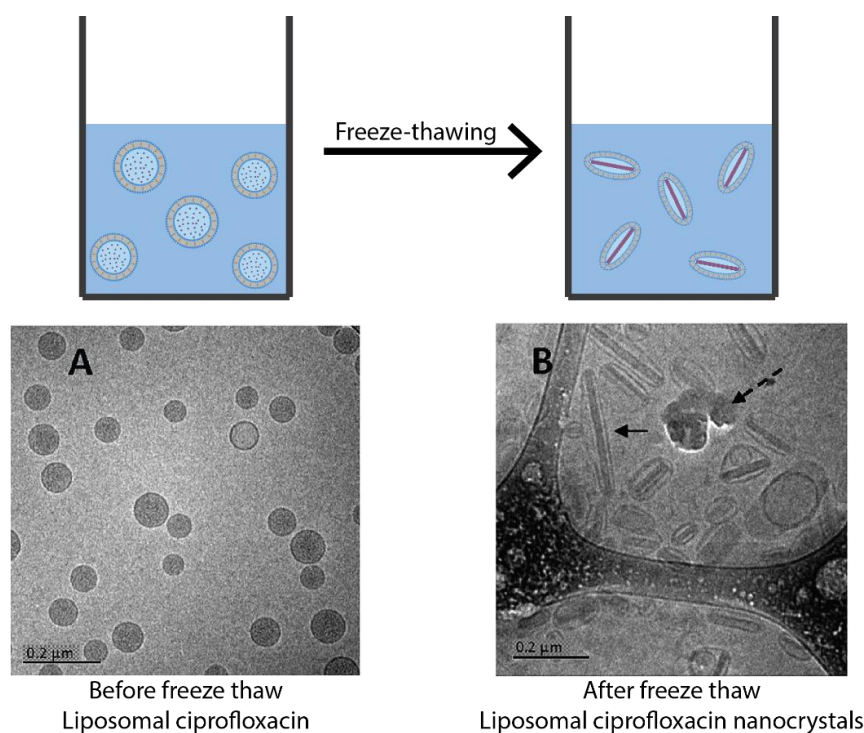 Freeze-thawing
A
B
0.2 µm
0.2 µm
Before freeze thaw
Liposomal ciprofloxacin
After freeze thaw
Liposomal ciprofloxacin nanocrystals